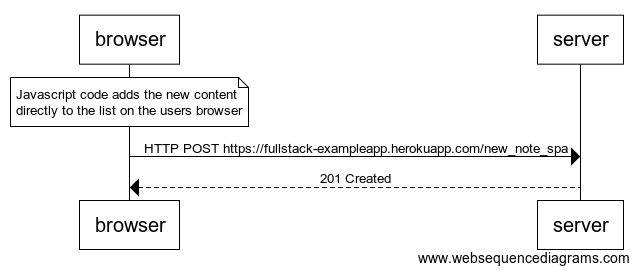 browser
server
Javascript code adds the new content
directly to the list on the users browser
HTTP POST https://fullstack-exampleapp.herokuapp.com/new_note_spa
201 Created
browser
server
www.websequencediagrams.com